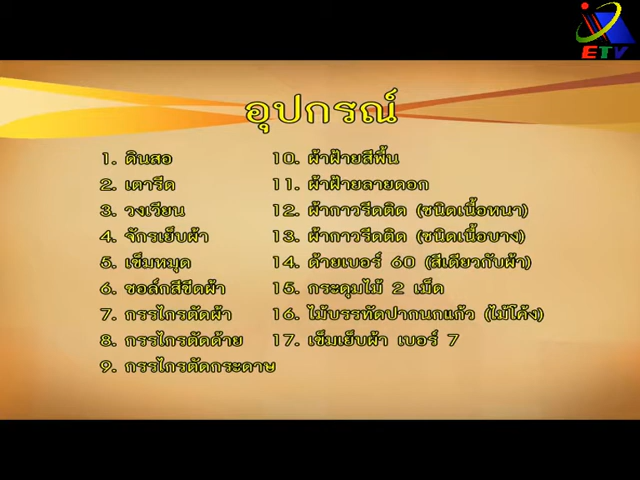 ETV
อุปกรณ์
1. ดินสอ
2. เตารีด
3. วงเวียน
4. จักรเย็บผ้า
5. เข็มหมุด
6. ชอล์กสีขีดผ้า
7. กรรไกรตัดผ้า
8. กรรไกรตัดด้าย
9. กรรไกรตัดกระดาษ
10. ผ้าฝ้ายสีพื้น
11. ผ้าฝ้ายลายดอก
12. ผ้ากาวรีดติด (ชนิดเนื้อหนา)
13. ผ้ากาวรีดติด (ชนิดเนื้อบาง)
14. ด้ายเบอร์ 60 (สีเดียวกับผ้า)
15. กระดุมไม้ 2 เม็ด
16. ไม้บรรทัดปากนกแก้ว (ไม้โค้ง)
17. เข็มเย็บผ้า เบอร์ 7